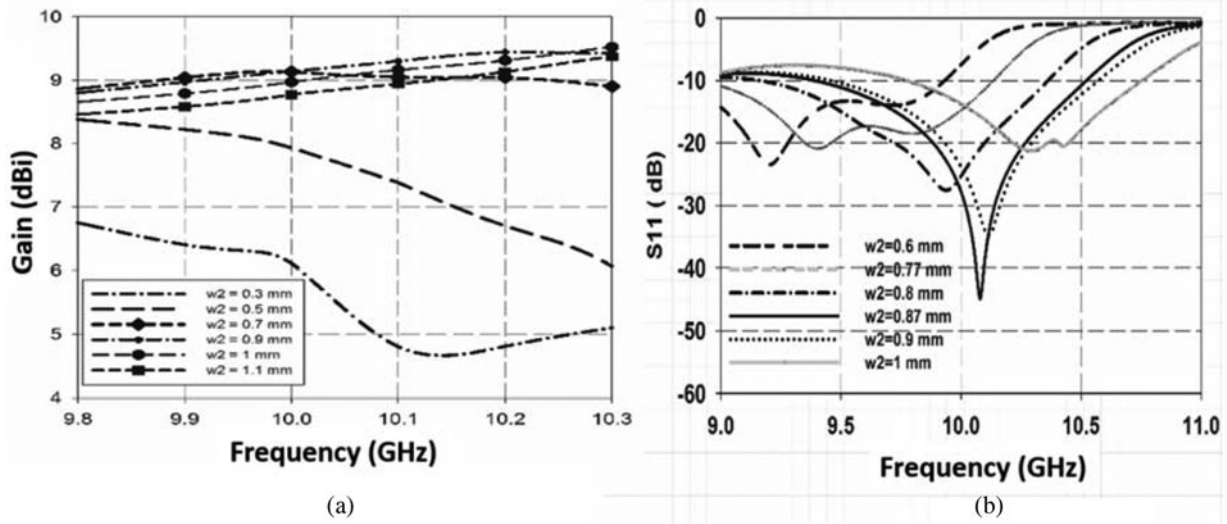 10
9
8
7
6
5
4
Gain (dBi)
w2 = 0.3 mm
w2 = 0.5 mm
w2 = 0.7 mm
w2 = 0.9 mm
w2 = 1 mm
w2 = 1.1 mm
9.8 9.9 10.0 10.1 10.2 10.3
Frequency (GHz)
(a)
0
-10
-20
-30
-40
-50
-60
S11 ( dB)
w2=0.6 mm
w2=0.77 mm
w2=0.8 mm
w2=0.87 mm
w2=0.9 mm
w2=1 mm
9.0 9.5 10.0 10.5 11.0
Frequency (GHz)
(b)